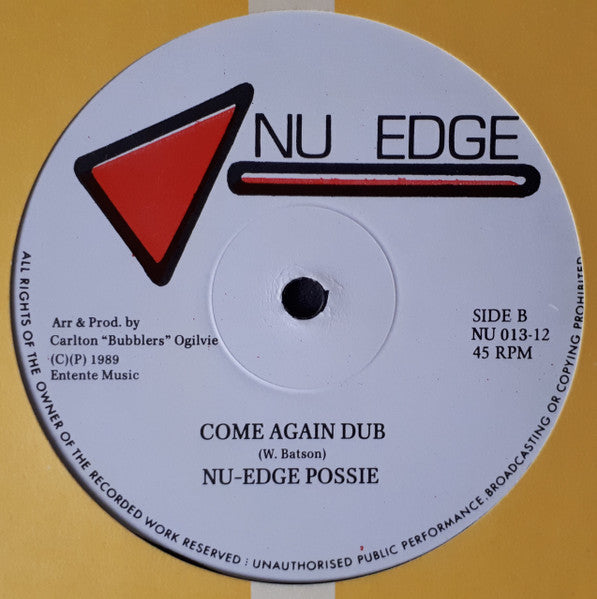 NU EDGE
Arr & Prod. by
Carlton "Bubblers" Ogilvie
(C)(P) 1989
Entente Music
SIDE B
NU 013-12
45 RPM
COME AGAIN DUB
(W. Batson)
NU-EDGE POSSIE
ALL RIGHTS OF THE OWNER OF THE RECORDED WORK RESERVED : UNAUTHORISED PUBLIC PERFORMANCE, BROADCASTING OR COPYING PROHIBITED